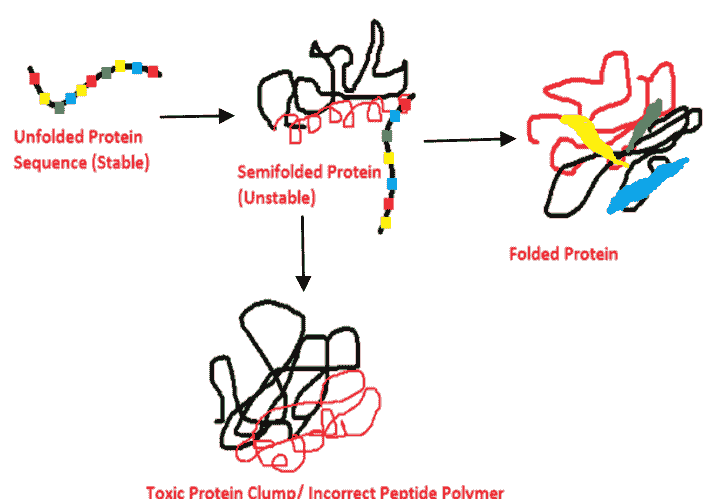 Unfolded Protein
Sequence (Stable)
Semifolded Protein
(Unstable)
Folded Protein
Toxic Protein Clump/ Incorrect Peptide Polymer